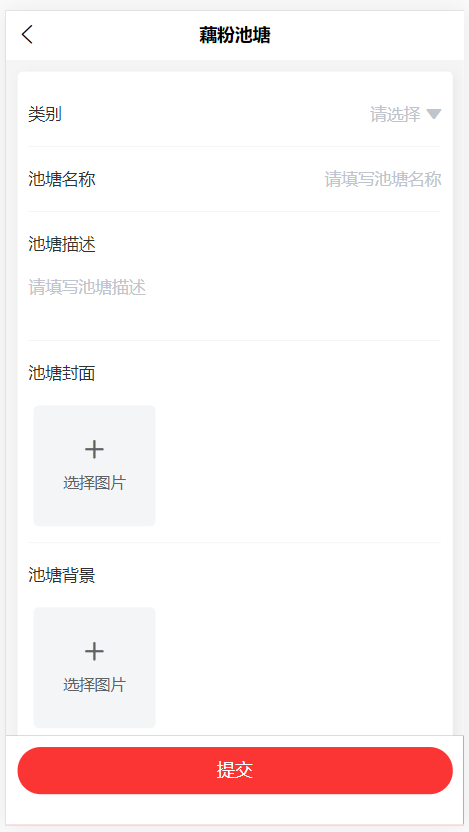 藕粉池塘
类别
请选择
池塘名称
请填写池塘名称
池塘描述
请填写池塘描述
池塘封面
选择图片
池塘背景
选择图片
提交